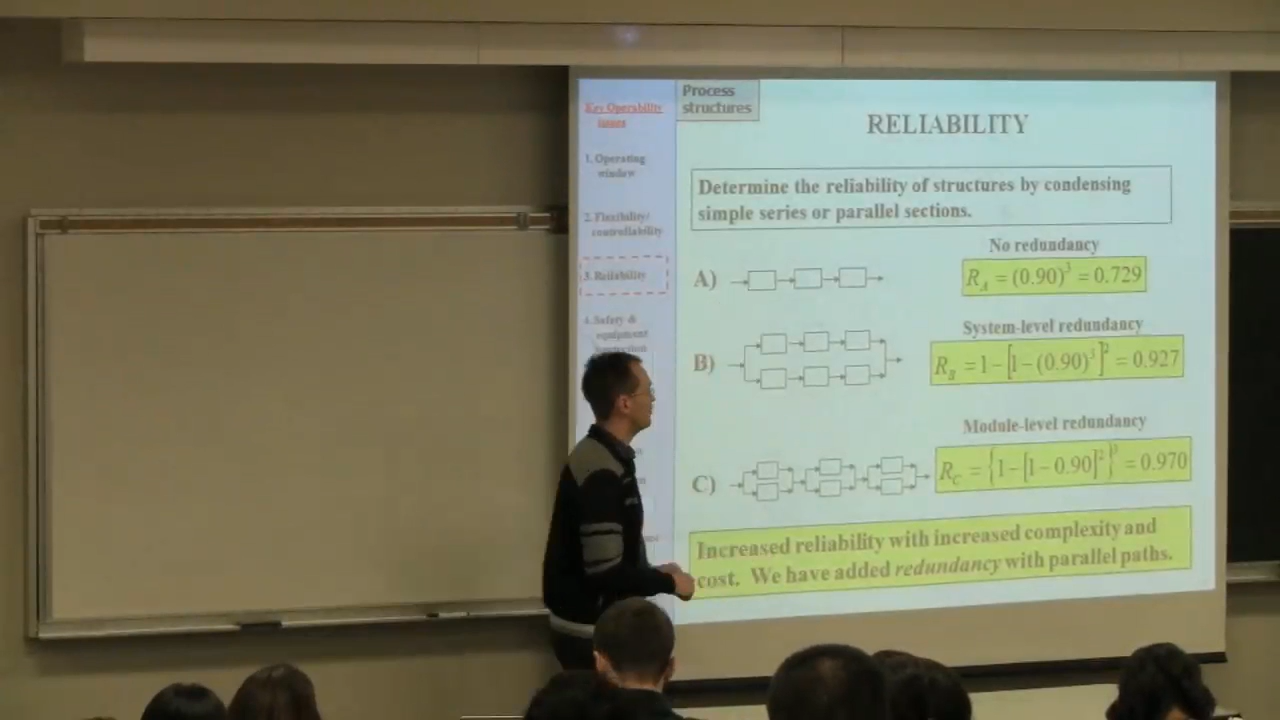 Key Operability
issues
1. Operating
window
2. Flexibility/
controllability
3. Reliability
4. Safety &
equipment
Process
structures
RELIABILITY
Determine the reliability of structures by condensing
simple series or parallel sections.
No redundancy
A)
R_A = (0.90)^3 = 0.729
System-level redundancy
B)
R_B = 1 - [1 - (0.90)^3]^2 = 0.927
Module-level redundancy
C)
R_C = {1 - [1 - 0.90]^2}^3 = 0.970
Increased reliability with increased complexity and
cost. We have added redundancy with parallel paths.